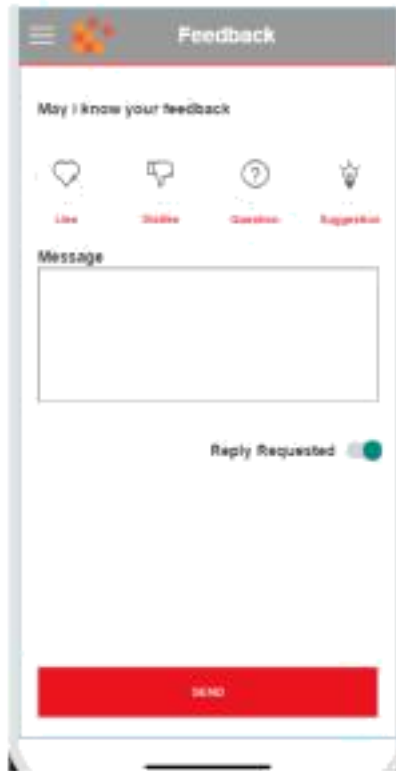 Feedback
May I know your feedback
Like Dislike Question Suggestion
Message
Reply Requested
SEND